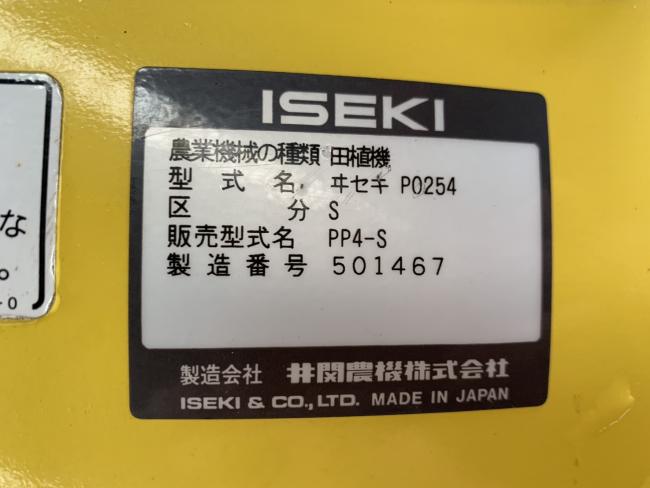 ISEKI
農業機械の種類 田植機
型式名 ヰセキ P0254
区分 S
販売型式名 PP4-S
製造番号 501467
製造会社 井関農機株式会社
ISEKI & CO., LTD. MADE IN JAPAN
な
。
-0